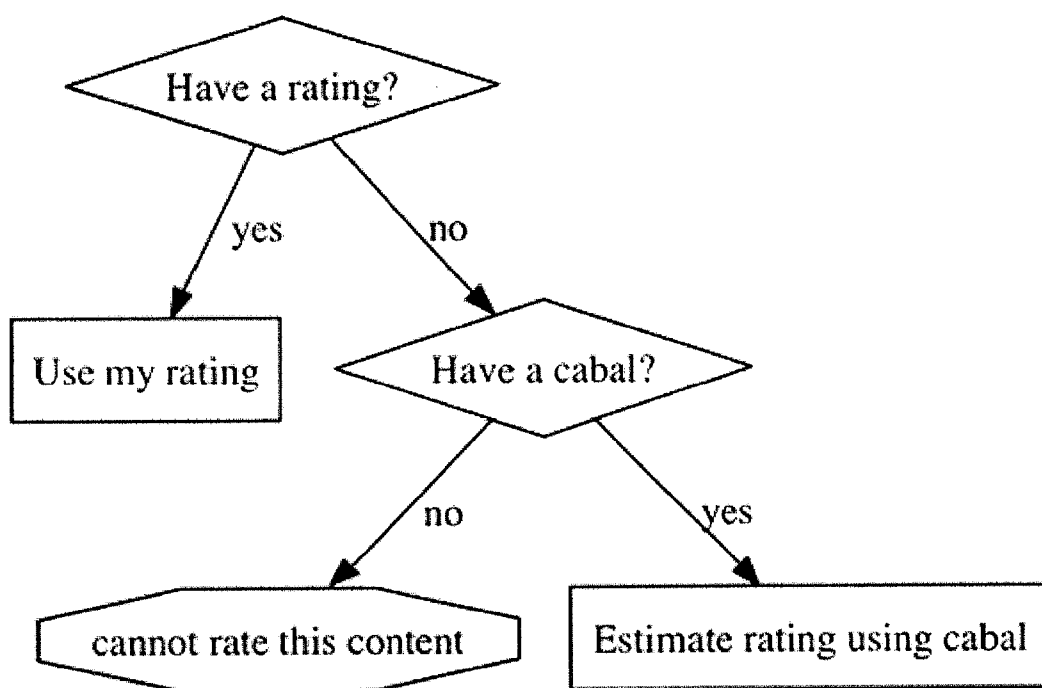 Have a rating?
yes
no
Use my rating
Have a cabal?
no
yes
cannot rate this content
Estimate rating using cabal